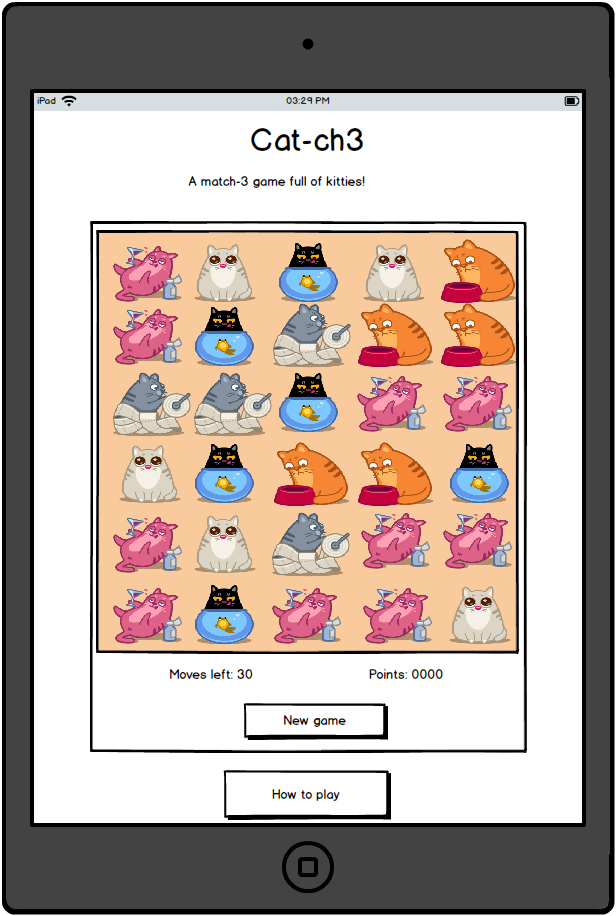 iPad 03:29 PM
Cat-ch3
A match-3 game full of kitties!
Moves left: 30 Points: 0000
New game
How to play